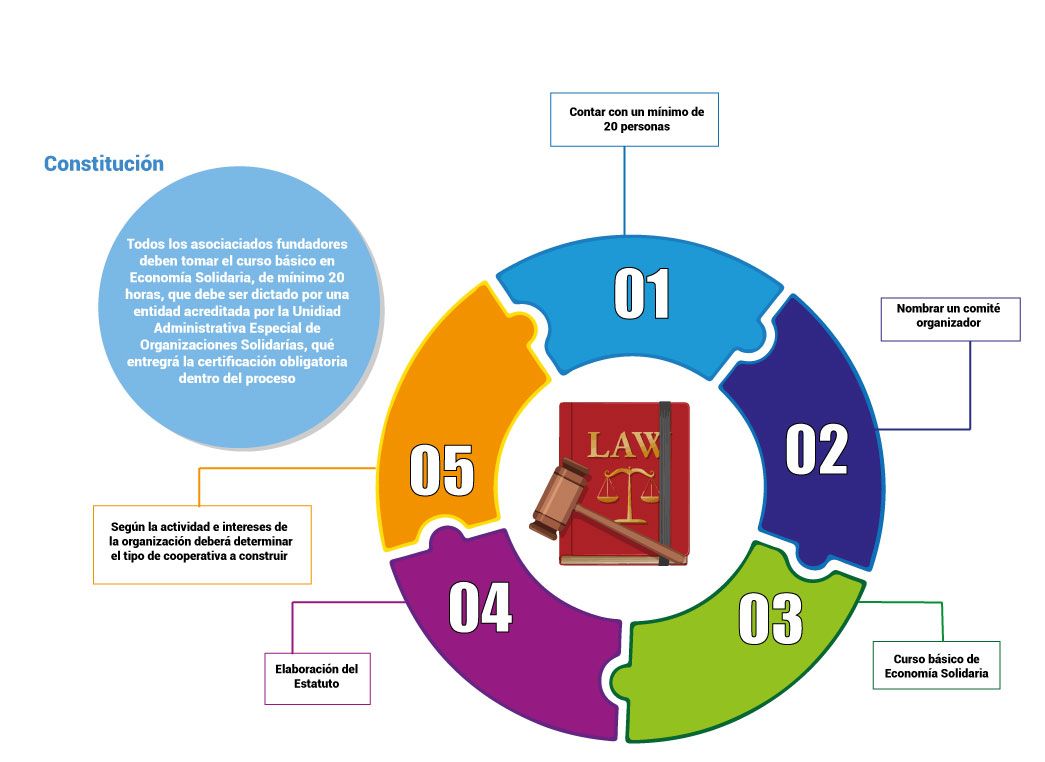 Contar con un mínimo de
20 personas
Constitución
Todos los asociaciados fundadores
deben tomar el curso básico en
Economía Solidaria, de mínimo 20
horas, que debe ser dictado por una
entidad acreditada por la Unidiad
Administrativa Especial de
Organizaciones Solidarías, qué
entregrá la certificación obligatoria
dentro del proceso
01
Nombrar un comité
organizador
02
LAW
05
Según la actividad e intereses de
la organización deberá determinar
el tipo de cooperativa a construir
04
03
Elaboración del
Estatuto
Curso básico de
Economía Solidaria